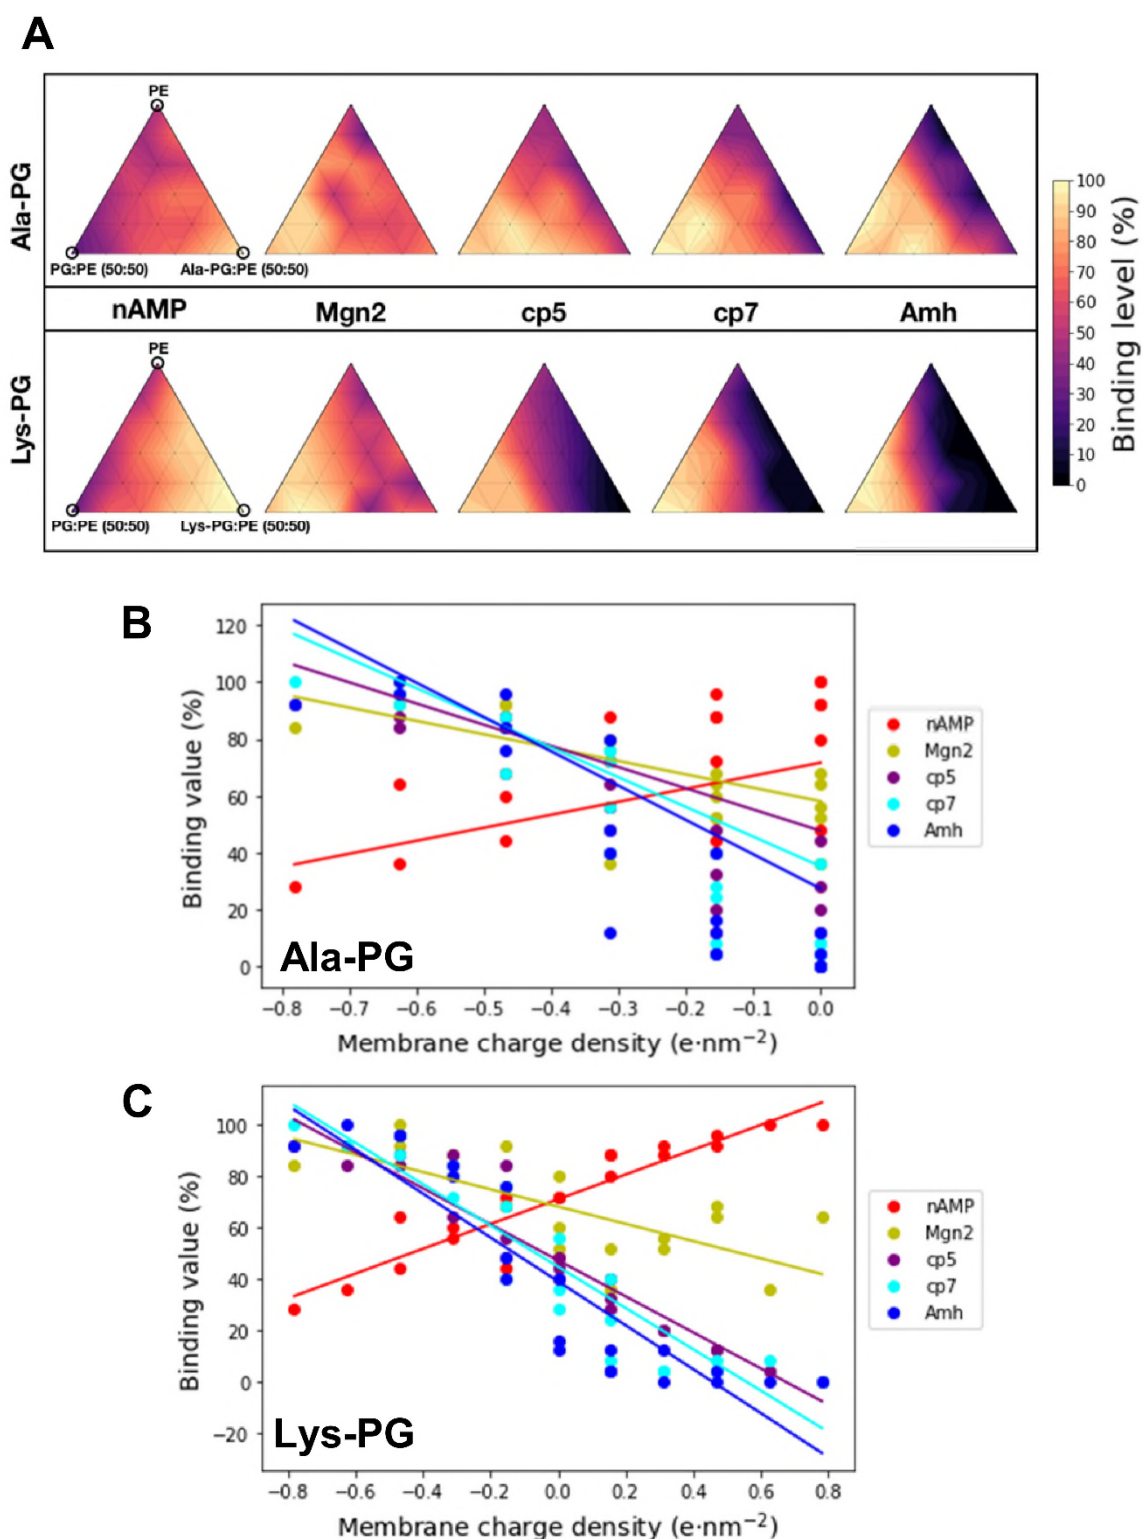 A
PE
Ala-PG
PG:PE (50:50) Ala-PG:PE (50:50)
nAMP Mgn2 cp5 cp7 Amh
PE
Lys-PG
PG:PE (50:50) Lys-PG:PE (50:50)
100
90
80
70
60
50
40
30
20
10
0
Binding level (%)
B
120
100
80
60
40
20
0
Binding value (%)
Ala-PG
−0.8 −0.7 −0.6 −0.5 −0.4 −0.3 −0.2 −0.1 0.0
Membrane charge density (e·nm⁻²)
nAMP
Mgn2
cp5
cp7
Amh
C
100
80
60
40
20
0
−20
Binding value (%)
Lys-PG
−0.8 −0.6 −0.4 −0.2 0.0 0.2 0.4 0.6 0.8
Membrane charge density (e·nm⁻²)
nAMP
Mgn2
cp5
cp7
Amh